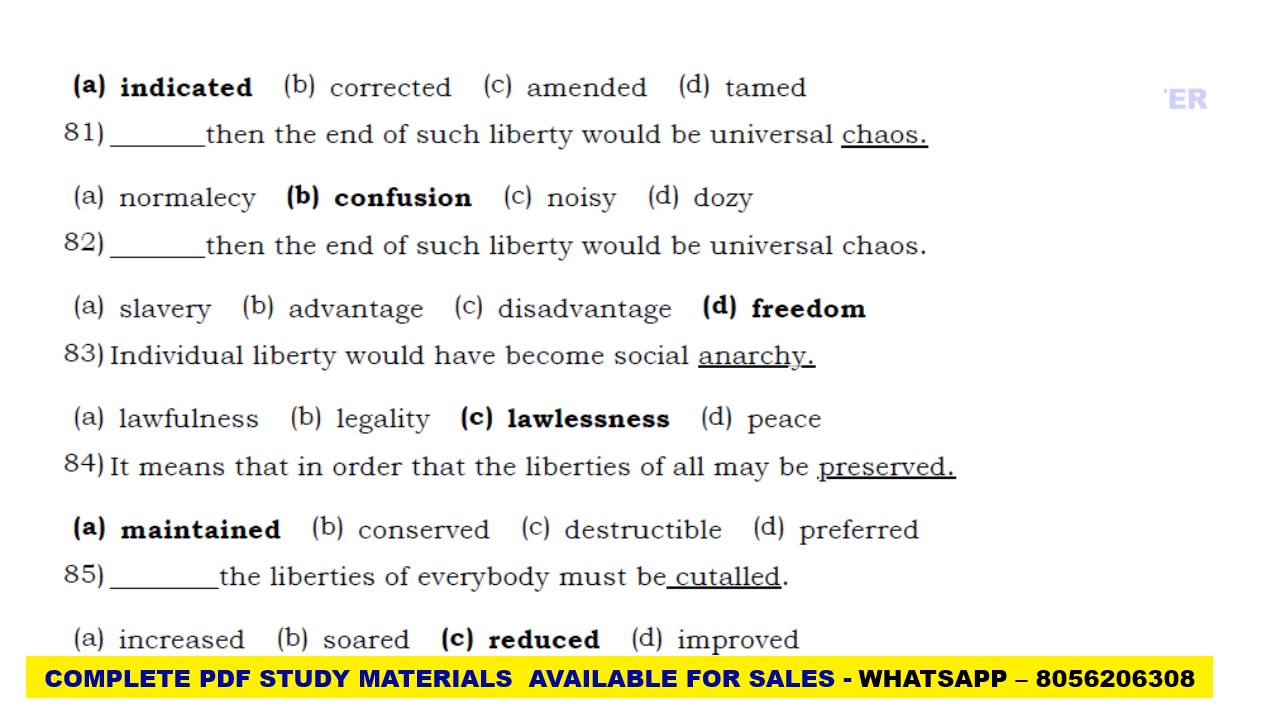 (a) indicated (b) corrected (c) amended (d) tamed
TER
81) _______then the end of such liberty would be universal chaos.
(a) normalecy (b) confusion (c) noisy (d) dozy
82) _______then the end of such liberty would be universal chaos.
(a) slavery (b) advantage (c) disadvantage (d) freedom
83) Individual liberty would have become social anarchy.
(a) lawfulness (b) legality (c) lawlessness (d) peace
84) It means that in order that the liberties of all may be preserved.
(a) maintained (b) conserved (c) destructible (d) preferred
85) ________the liberties of everybody must be cutalled.
(a) increased (b) soared (c) reduced (d) improved
COMPLETE PDF STUDY MATERIALS AVAILABLE FOR SALES - WHATSAPP – 8056206308